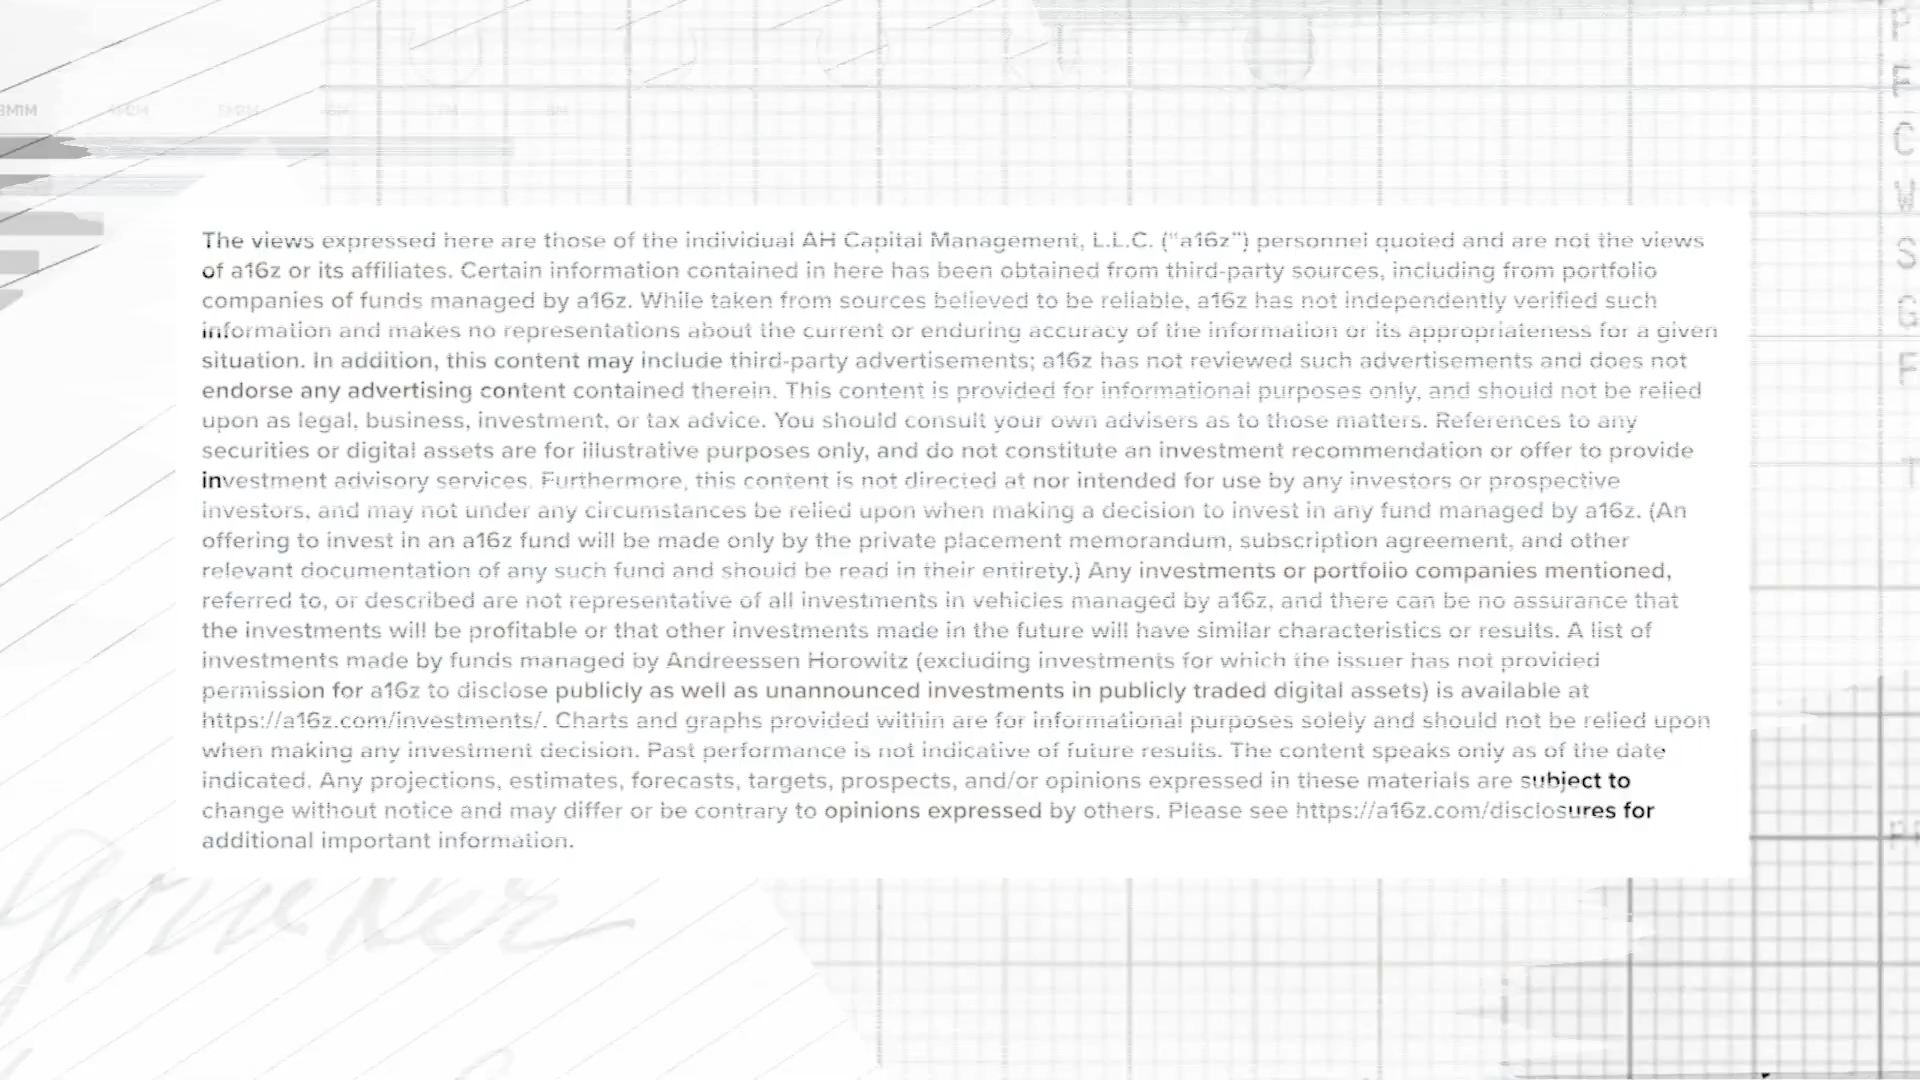 The views expressed here are those of the individual AH Capital Management, L.L.C. (“a16z”) personnel quoted and are not the views
of a16z or its affiliates. Certain information contained in here has been obtained from third-party sources, including from portfolio
companies of funds managed by a16z. While taken from sources believed to be reliable, a16z has not independently verified such
information and makes no representations about the current or enduring accuracy of the information or its appropriateness for a given
situation. In addition, this content may include third-party advertisements; a16z has not reviewed such advertisements and does not
endorse any advertising content contained therein. This content is provided for informational purposes only, and should not be relied
upon as legal, business, investment, or tax advice. You should consult your own advisers as to those matters. References to any
securities or digital assets are for illustrative purposes only, and do not constitute an investment recommendation or offer to provide
investment advisory services. Furthermore, this content is not directed at nor intended for use by any investors or prospective
investors, and may not under any circumstances be relied upon when making a decision to invest in any fund managed by a16z. (An
offering to invest in an a16z fund will be made only by the private placement memorandum, subscription agreement, and other
relevant documentation of any such fund and should be read in their entirety.) Any investments or portfolio companies mentioned,
referred to, or described are not representative of all investments in vehicles managed by a16z, and there can be no assurance that
the investments will be profitable or that other investments made in the future will have similar characteristics or results. A list of
investments made by funds managed by Andreessen Horowitz (excluding investments for which the issuer has not provided
permission for a16z to disclose publicly as well as unannounced investments in publicly traded digital assets) is available at
https://a16z.com/investments/. Charts and graphs provided within are for informational purposes solely and should not be relied upon
when making any investment decision. Past performance is not indicative of future results. The content speaks only as of the date
indicated. Any projections, estimates, forecasts, targets, prospects, and/or opinions expressed in these materials are subject to
change without notice and may differ or be contrary to opinions expressed by others. Please see https://a16z.com/disclosures for
additional important information.